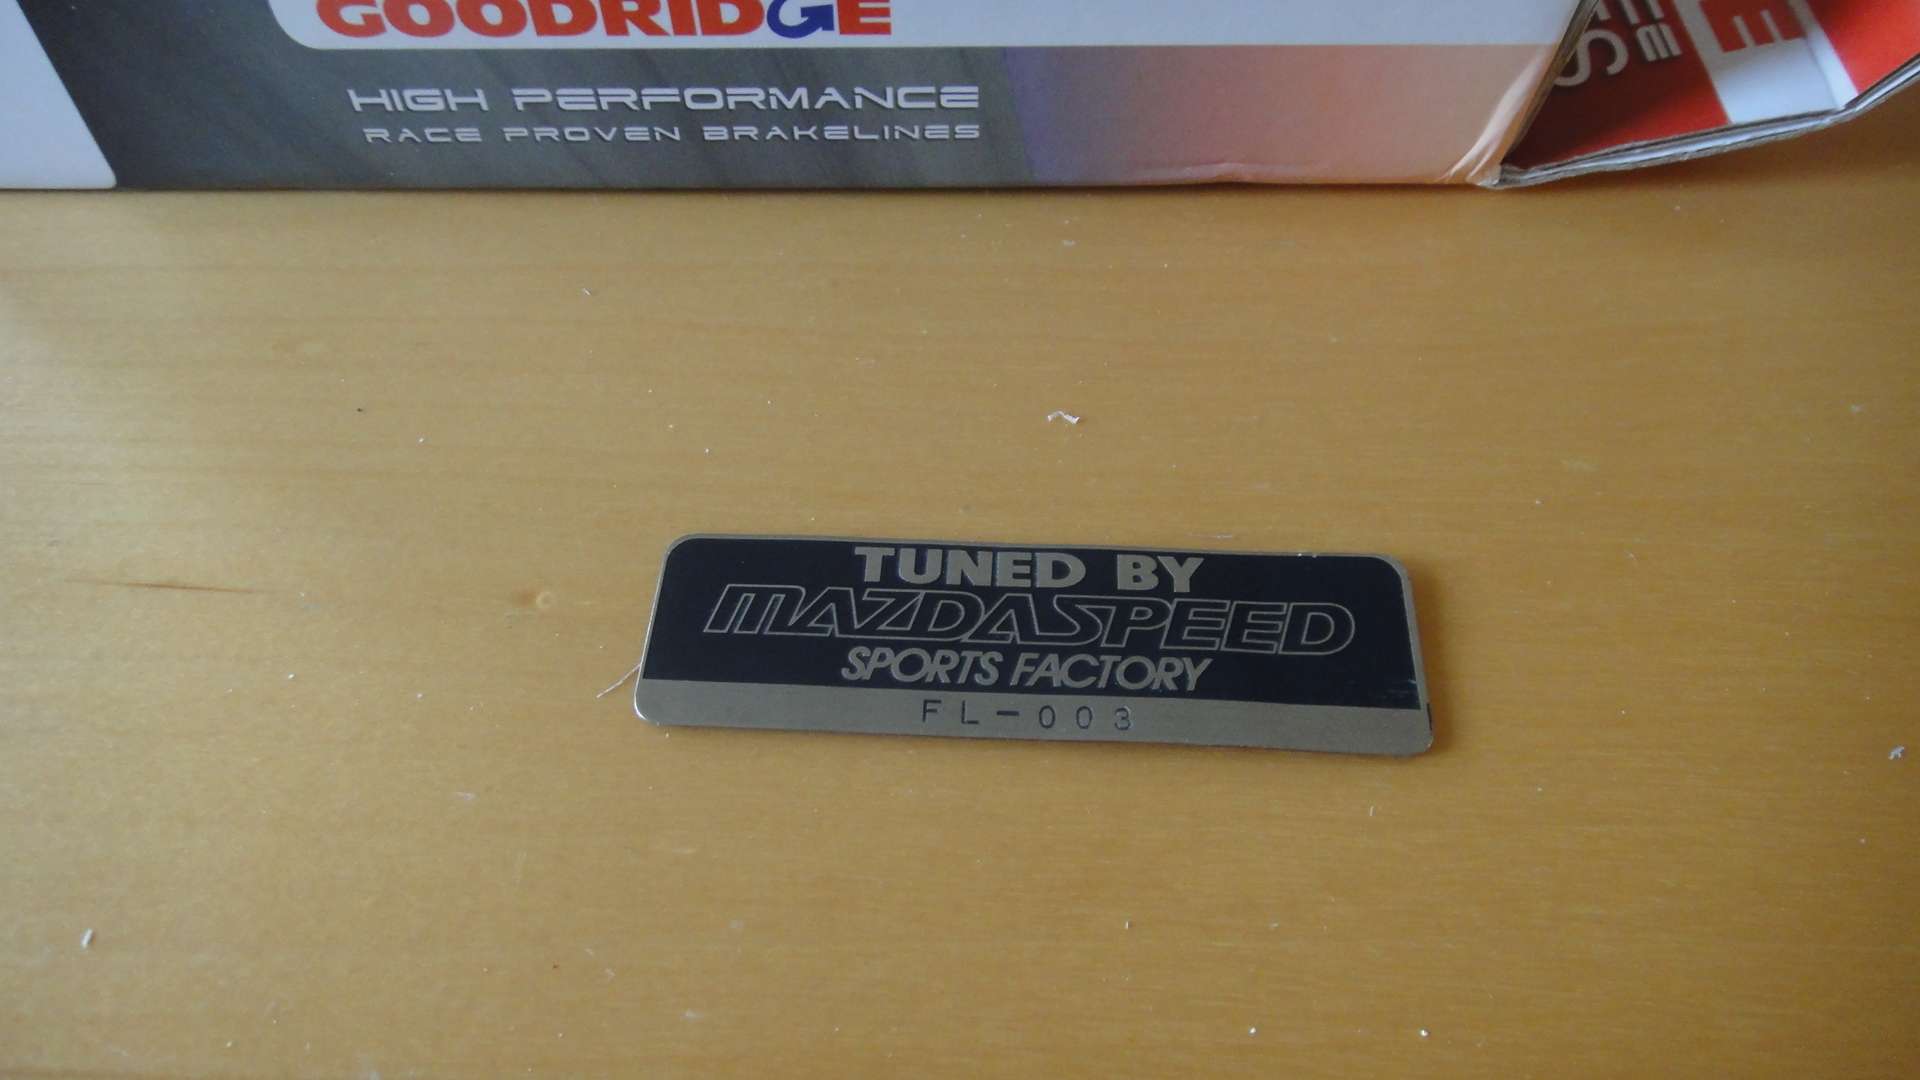 GOODRIDGE
HIGH PERFORMANCE
RACE PROVEN BRAKELINES
TUNED BY
MAZDASPEED
SPORTS FACTORY
FL-003